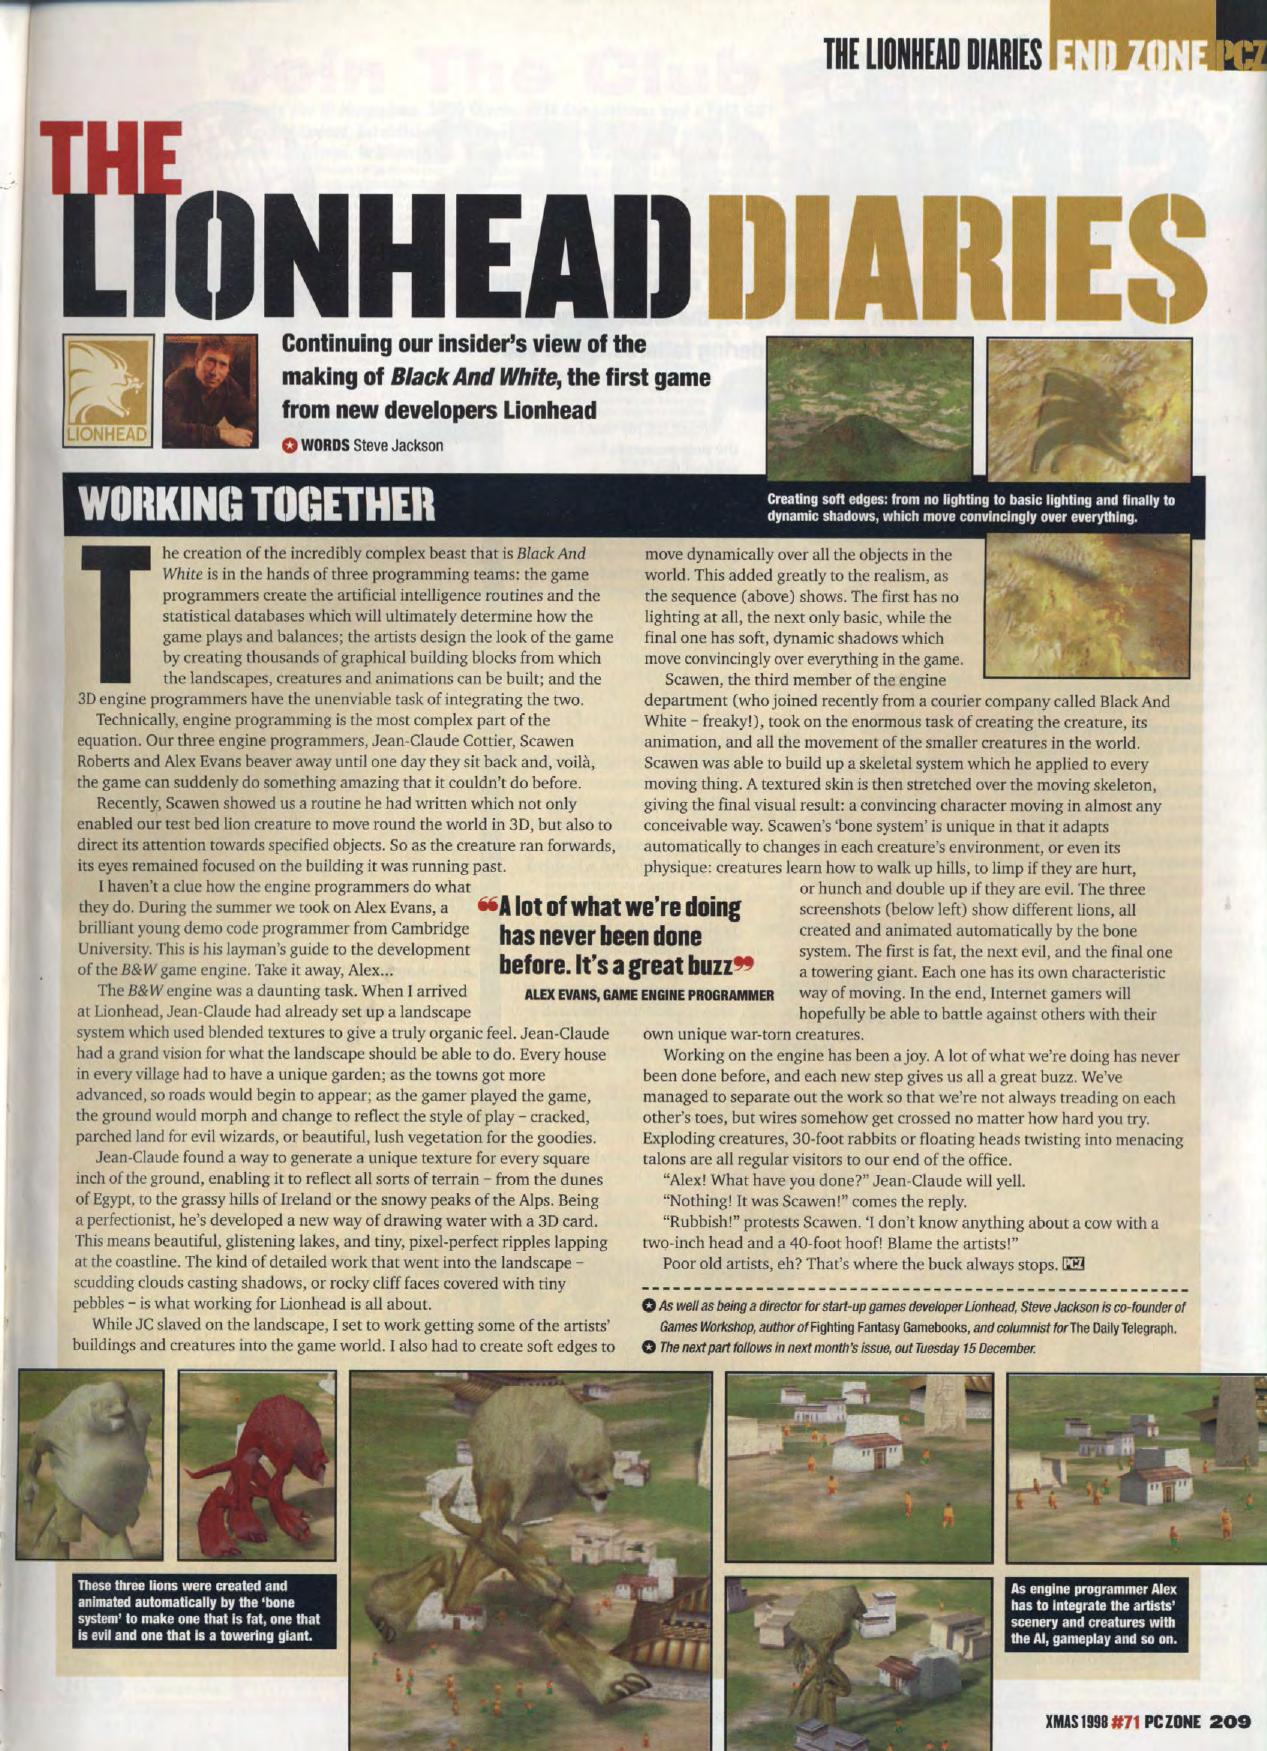 THE LIONHEAD DIARIES END ZONE PCZ
THE
LIONHEAD DIARIES
LIONHEAD
Continuing our insider's view of the
making of Black And White, the first game
from new developers Lionhead
WORDS Steve Jackson
Creating soft edges: from no lighting to basic lighting and finally to
dynamic shadows, which move convincingly over everything.
WORKING TOGETHER
The creation of the incredibly complex beast that is Black And
White is in the hands of three programming teams: the game
programmers create the artificial intelligence routines and the
statistical databases which will ultimately determine how the
game plays and balances; the artists design the look of the game
by creating thousands of graphical building blocks from which
the landscapes, creatures and animations can be built; and the
3D engine programmers have the unenviable task of integrating the two.
Technically, engine programming is the most complex part of the
equation. Our three engine programmers, Jean-Claude Cottier, Scawen
Roberts and Alex Evans beaver away until one day they sit back and, voilà,
the game can suddenly do something amazing that it couldn't do before.
Recently, Scawen showed us a routine he had written which not only
enabled our test bed lion creature to move round the world in 3D, but also to
direct its attention towards specified objects. So as the creature ran forwards,
its eyes remained focused on the building it was running past.
I haven't a clue how the engine programmers do what
they do. During the summer we took on Alex Evans, a
brilliant young demo code programmer from Cambridge
University. This is his layman's guide to the development
of the B&W game engine. Take it away, Alex...
The B&W engine was a daunting task. When I arrived
at Lionhead, Jean-Claude had already set up a landscape
system which used blended textures to give a truly organic feel. Jean-Claude
had a grand vision for what the landscape should be able to do. Every house
in every village had to have a unique garden; as the towns got more
advanced, so roads would begin to appear; as the gamer played the game,
the ground would morph and change to reflect the style of play – cracked,
parched land for evil wizards, or beautiful, lush vegetation for the goodies.
Jean-Claude found a way to generate a unique texture for every square
inch of the ground, enabling it to reflect all sorts of terrain – from the dunes
of Egypt, to the grassy hills of Ireland or the snowy peaks of the Alps. Being
a perfectionist, he's developed a new way of drawing water with a 3D card.
This means beautiful, glistening lakes, and tiny, pixel-perfect ripples lapping
at the coastline. The kind of detailed work that went into the landscape –
scudding clouds casting shadows, or rocky cliff faces covered with tiny
pebbles – is what working for Lionhead is all about.
While JC slaved on the landscape, I set to work getting some of the artists'
buildings and creatures into the game world. I also had to create soft edges to
“A lot of what we're doing
has never been done
before. It's a great buzz”
ALEX EVANS, GAME ENGINE PROGRAMMER
move dynamically over all the objects in the
world. This added greatly to the realism, as
the sequence (above) shows. The first has no
lighting at all, the next only basic, while the
final one has soft, dynamic shadows which
move convincingly over everything in the game.
Scawen, the third member of the engine
department (who joined recently from a courier company called Black And
White – freaky!), took on the enormous task of creating the creature, its
animation, and all the movement of the smaller creatures in the world.
Scawen was able to build up a skeletal system which he applied to every
moving thing. A textured skin is then stretched over the moving skeleton,
giving the final visual result: a convincing character moving in almost any
conceivable way. Scawen's 'bone system' is unique in that it adapts
automatically to changes in each creature's environment, or even its
physique: creatures learn how to walk up hills, to limp if they are hurt,
or hunch and double up if they are evil. The three
screenshots (below left) show different lions, all
created and animated automatically by the bone
system. The first is fat, the next evil, and the final one
a towering giant. Each one has its own characteristic
way of moving. In the end, Internet gamers will
hopefully be able to battle against others with their
own unique war-torn creatures.
Working on the engine has been a joy. A lot of what we're doing has never
been done before, and each new step gives us all a great buzz. We've
managed to separate out the work so that we're not always treading on each
other's toes, but wires somehow get crossed no matter how hard you try.
Exploding creatures, 30-foot rabbits or floating heads twisting into menacing
talons are all regular visitors to our end of the office.
“Alex! What have you done?” Jean-Claude will yell.
“Nothing! It was Scawen!” comes the reply.
“Rubbish!” protests Scawen. 'I don't know anything about a cow with a
two-inch head and a 40-foot hoof! Blame the artists!”
Poor old artists, eh? That's where the buck always stops. PCZ
As well as being a director for start-up games developer Lionhead, Steve Jackson is co-founder of
Games Workshop, author of Fighting Fantasy Gamebooks, and columnist for The Daily Telegraph.
The next part follows in next month's issue, out Tuesday 15 December.
These three lions were created and
animated automatically by the 'bone
system' to make one that is fat, one that
is evil and one that is a towering giant.
As engine programmer Alex
has to integrate the artists'
scenery and creatures with
the AI, gameplay and so on.
XMAS 1998 #71 PC ZONE 209